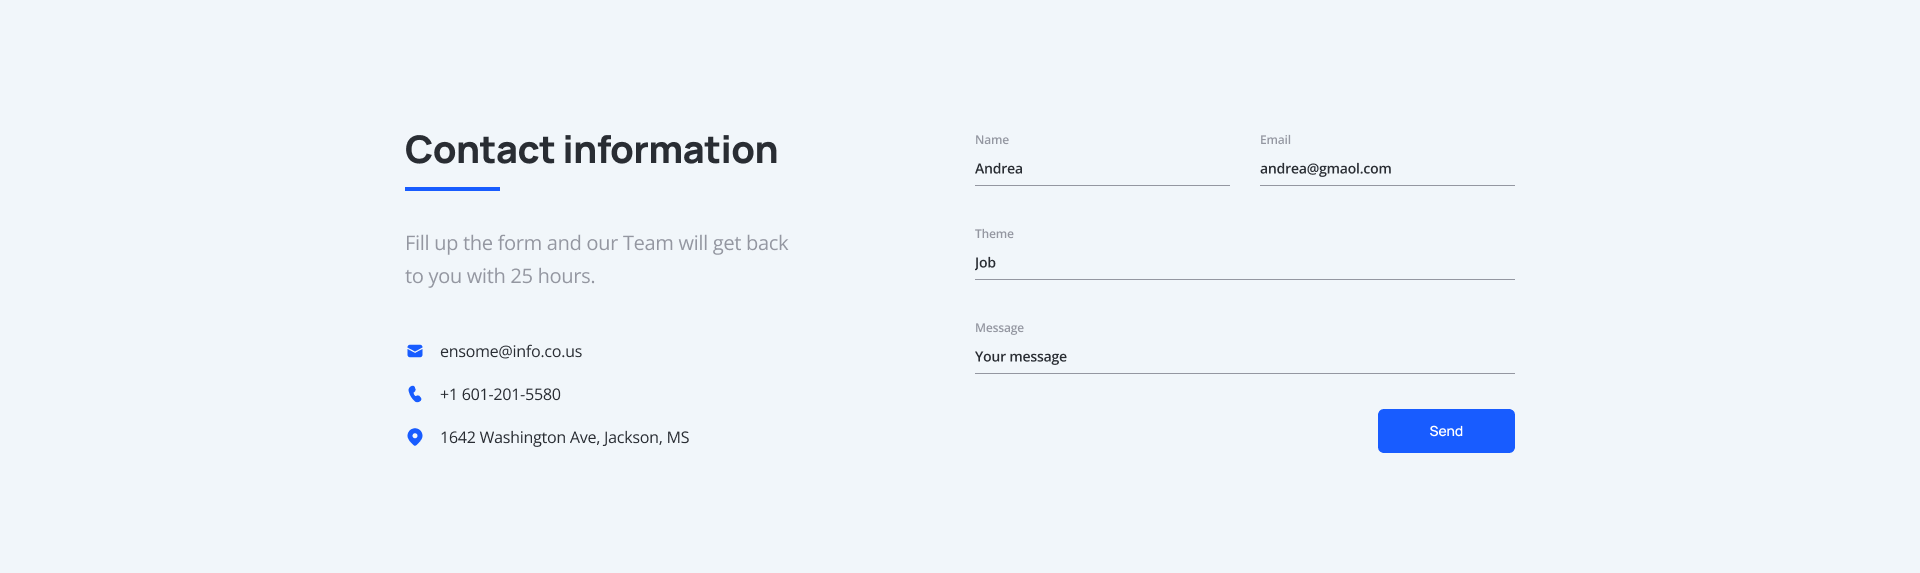 Contact information
Fill up the form and our Team will get back
to you with 25 hours.
ensome@info.co.us
+1 601-201-5580
1642 Washington Ave, Jackson, MS
Name
Andrea
Email
andrea@gmaol.com
Theme
Job
Message
Your message
Send